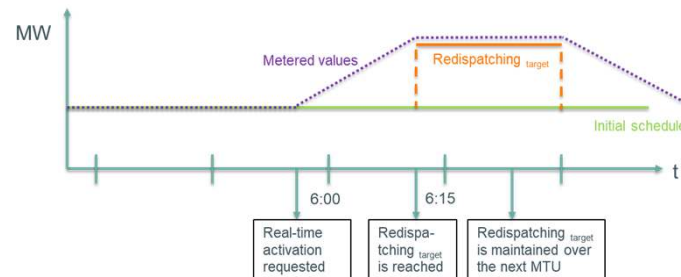 MW
Metered values
Redispatching target
Initial schedule
t
6:00
6:15
Real-time
activation
requested
Redispa-
tching target
is reached
Redispatching target
is maintained over
the next MTU